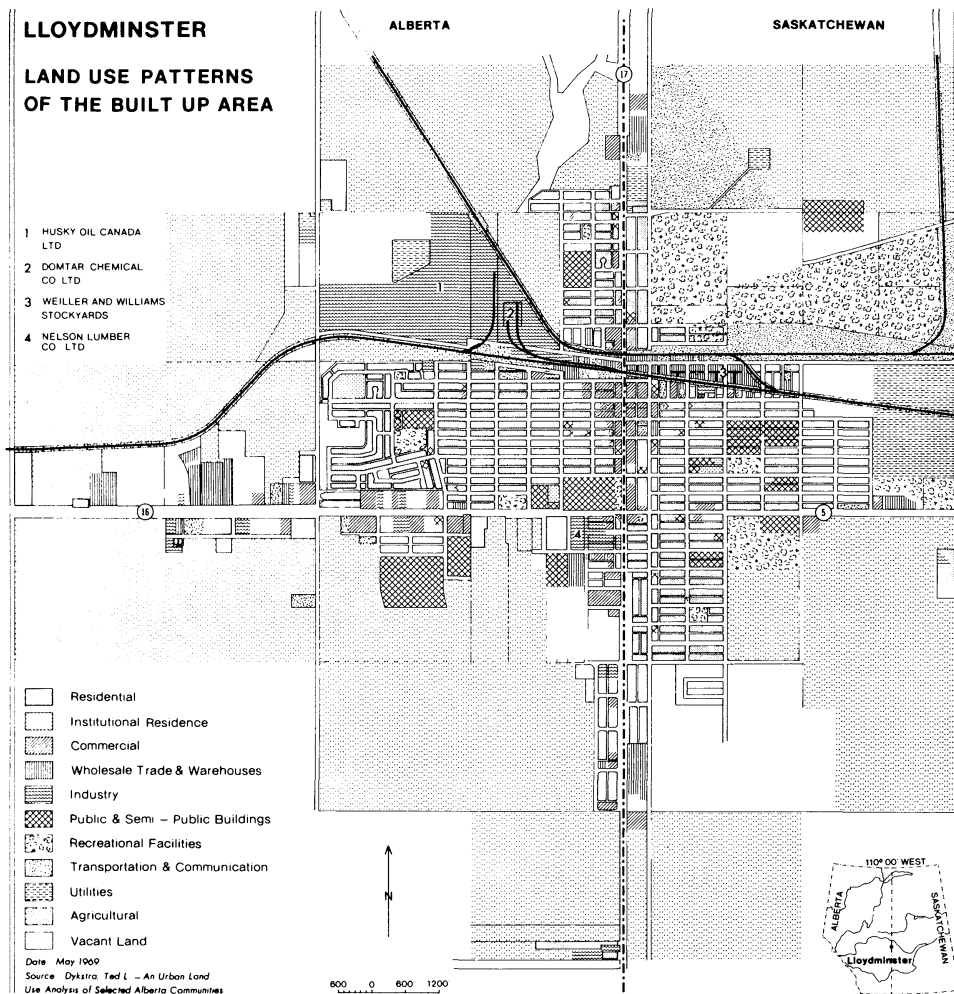 LLOYDMINSTER
LAND USE PATTERNS
OF THE BUILT UP AREA
ALBERTA
SASKATCHEWAN
17
1 HUSKY OIL CANADA
LTD
2 DOMTAR CHEMICAL
CO LTD
3 WEILLER AND WILLIAMS
STOCKYARDS
4 NELSON LUMBER
CO LTD
1
2
3
16
5
4
Residential
Institutional Residence
Commercial
Wholesale Trade & Warehouses
Industry
Public & Semi – Public Buildings
Recreational Facilities
Transportation & Communication
Utilities
Agricultural
Vacant Land
Date May 1969
Source Dykstra, Ted L – An Urban Land
Use Analysis of Selected Alberta Communities
N
600 0 600 1200
110° 00' WEST
ALBERTA
SASKATCHEWAN
Lloydminster